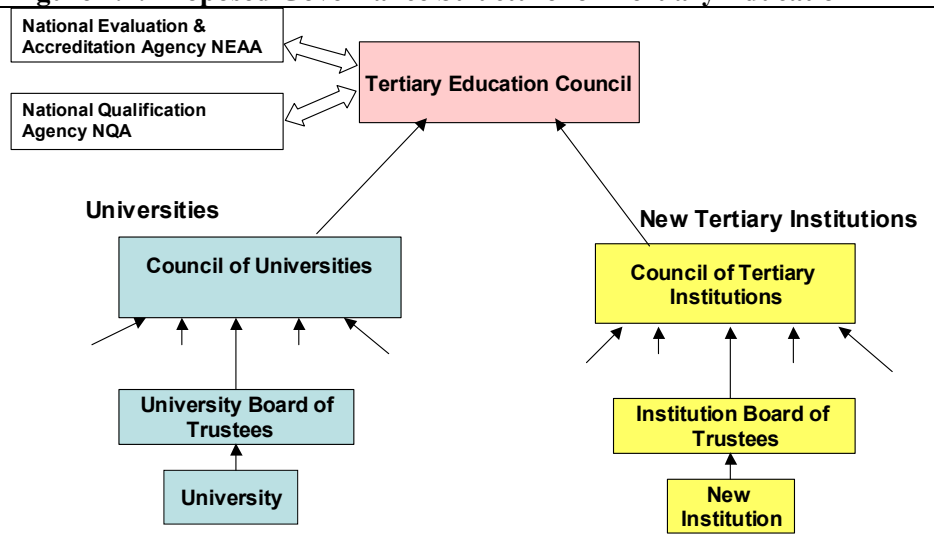 National Evaluation &
Accreditation Agency NEAA
Tertiary Education Council
National Qualification
Agency NQA
Universities
New Tertiary Institutions
Council of Universities
Council of Tertiary
Institutions
University Board of
Trustees
Institution Board of
Trustees
University
New
Institution